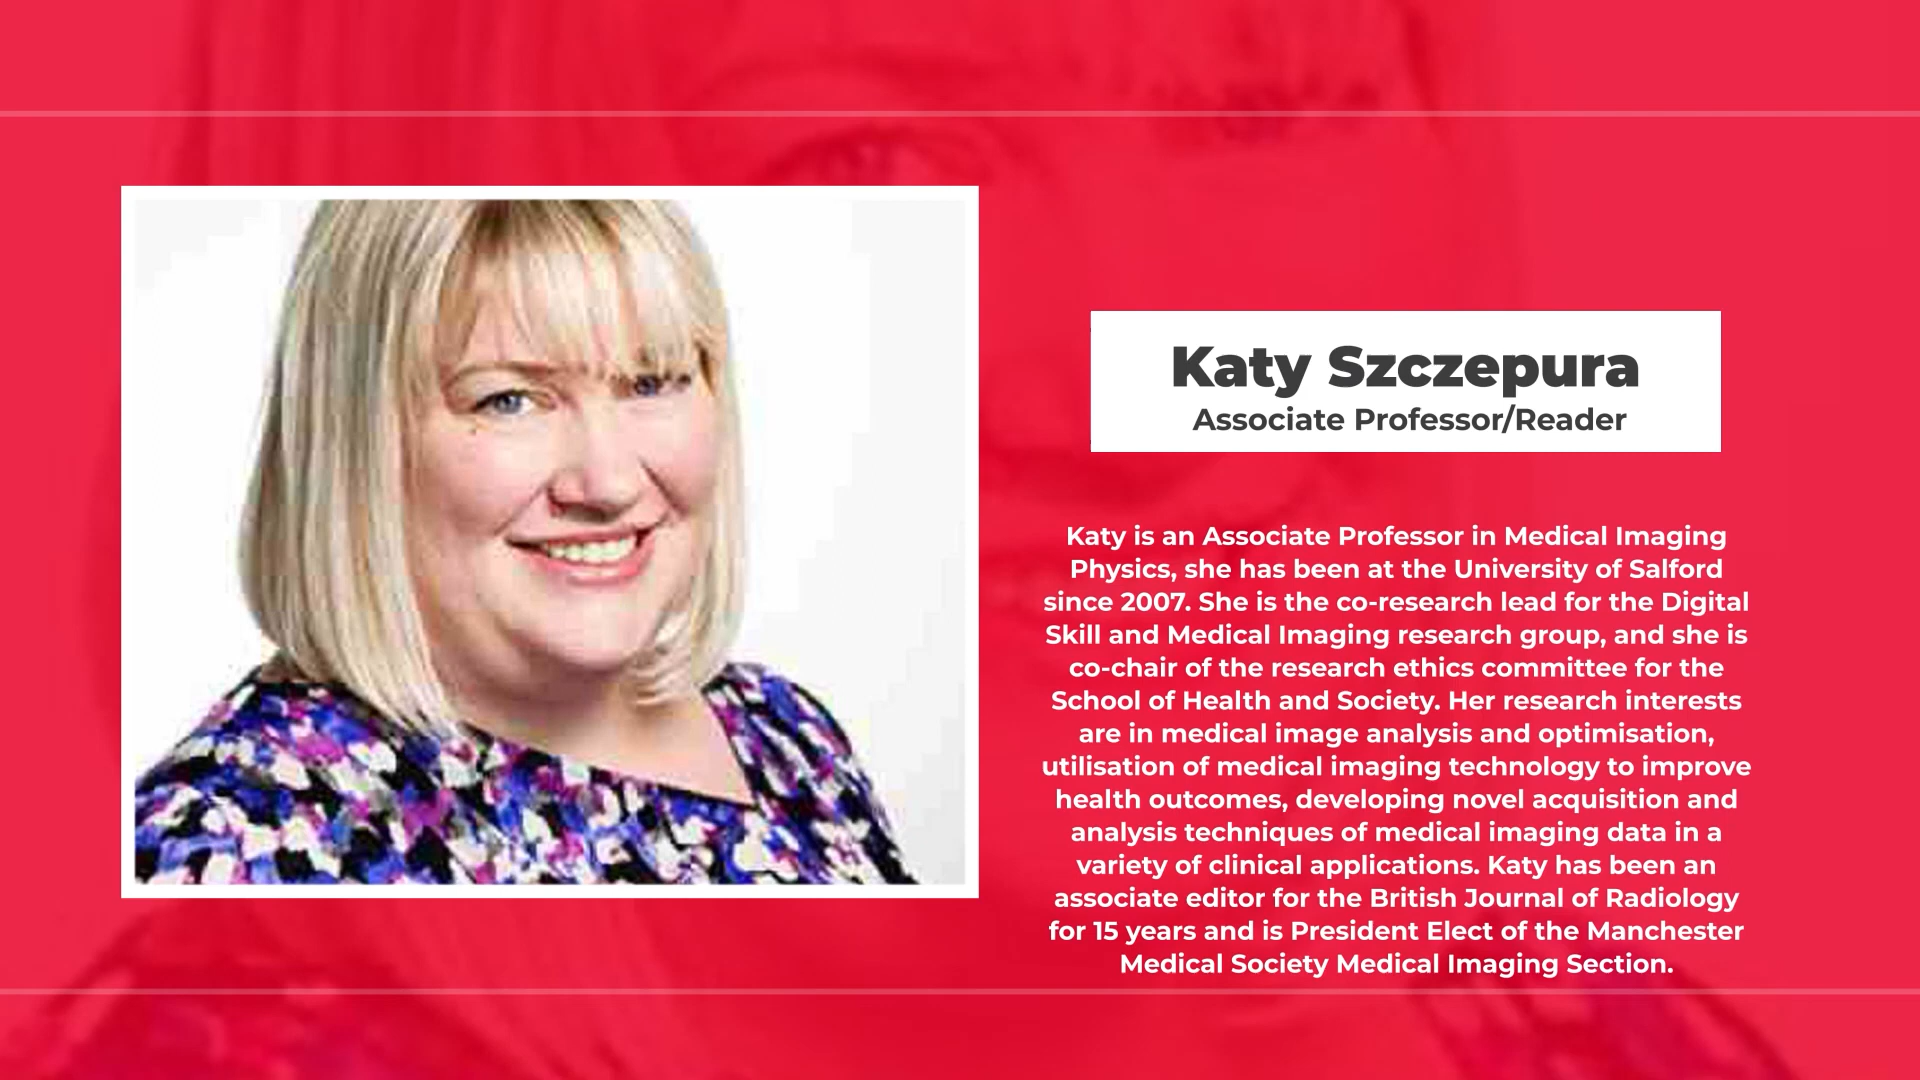 Katy Szczepura
Associate Professor/Reader
Katy is an Associate Professor in Medical Imaging
Physics, she has been at the University of Salford
since 2007. She is the co-research lead for the Digital
Skill and Medical Imaging research group, and she is
co-chair of the research ethics committee for the
School of Health and Society. Her research interests
are in medical image analysis and optimisation,
utilisation of medical imaging technology to improve
health outcomes, developing novel acquisition and
analysis techniques of medical imaging data in a
variety of clinical applications. Katy has been an
associate editor for the British Journal of Radiology
for 15 years and is President Elect of the Manchester
Medical Society Medical Imaging Section.